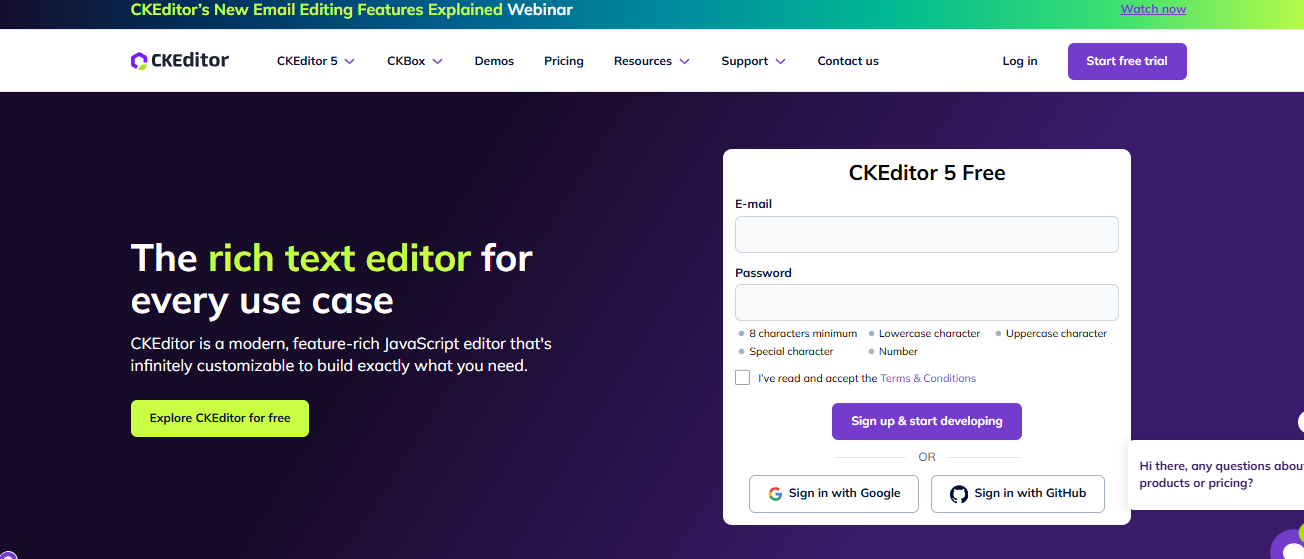 CKEditor's New Email Editing Features Explained Webinar
Watch now
CKEditor
CKEditor 5
CKBox
Demos
Pricing
Resources
Support
Contact us
Log in
Start free trial
The rich text editor for
every use case
CKEditor is a modern, feature-rich JavaScript editor that's
infinitely customizable to build exactly what you need.
Explore CKEditor for free
CKEditor 5 Free
E-mail
Password
8 characters minimum
Lowercase character
Uppercase character
Special character
Number
I've read and accept the Terms & Conditions
Sign up & start developing
OR
Sign in with Google
Sign in with GitHub
Hi there, any questions about
products or pricing?